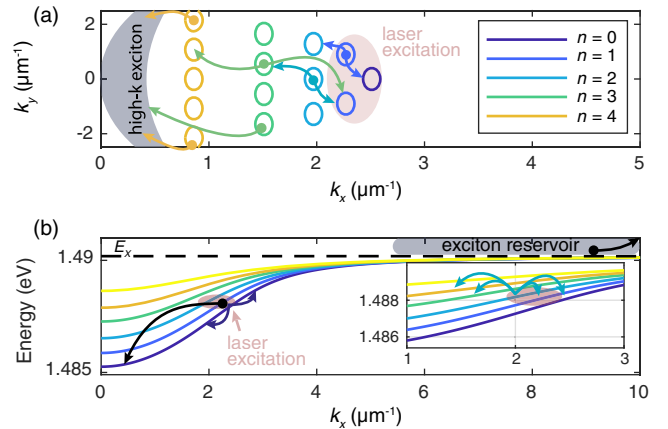 (a)
2
0
-2
k_y (μm⁻¹)
high-k exciton
laser
excitation
n = 0
n = 1
n = 2
n = 3
n = 4
0
1
2
3
4
5
k_x (μm⁻¹)
(b)
E_x
exciton reservoir
1.49
1.485
Energy (eV)
laser
excitation
1.488
1.486
1
2
3
0
2
4
6
8
10
k_x (μm⁻¹)